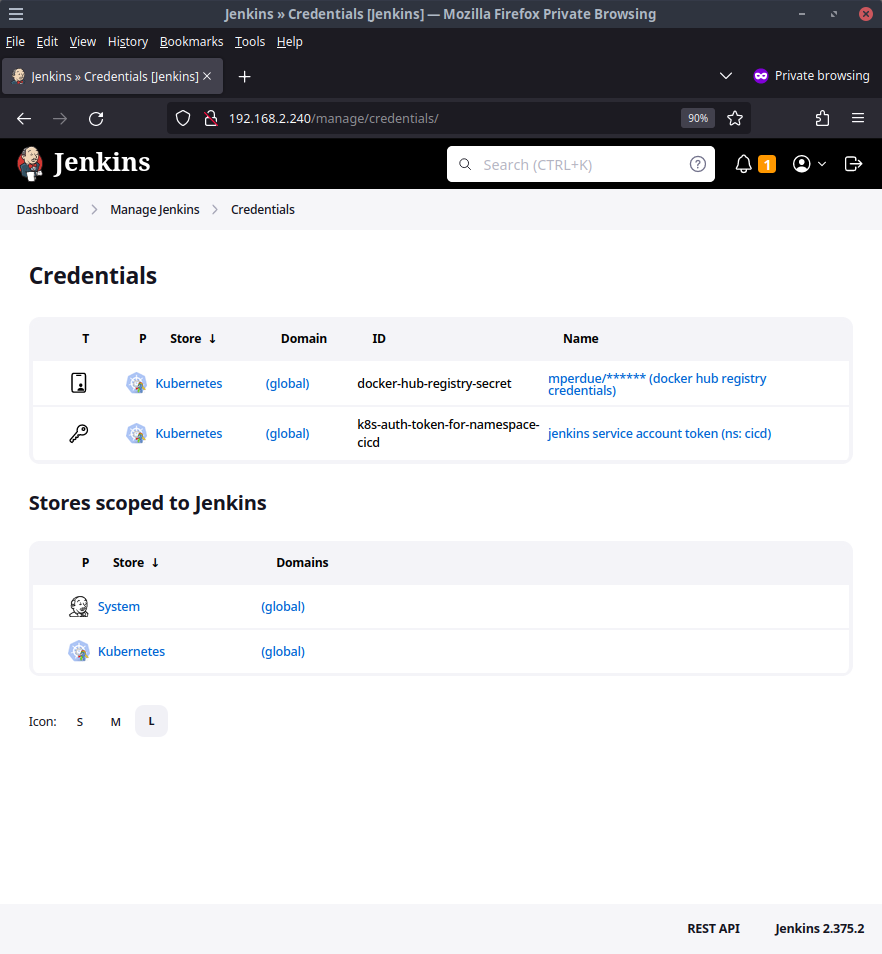 Jenkins » Credentials [Jenkins] — Mozilla Firefox Private Browsing
File Edit View History Bookmarks Tools Help
Jenkins » Credentials [Jenkins]
Private browsing
192.168.2.240/manage/credentials/
90%
Jenkins
Search (CTRL+K)
?
1
Dashboard
Manage Jenkins
Credentials
Credentials
T P Store ↓ Domain ID Name
Kubernetes (global) docker-hub-registry-secret mperdue/****** (docker hub registry
credentials)
Kubernetes (global) k8s-auth-token-for-namespace-
cicd
jenkins service account token (ns: cicd)
Stores scoped to Jenkins
P Store ↓ Domains
System (global)
Kubernetes (global)
Icon: S M L
REST API Jenkins 2.375.2